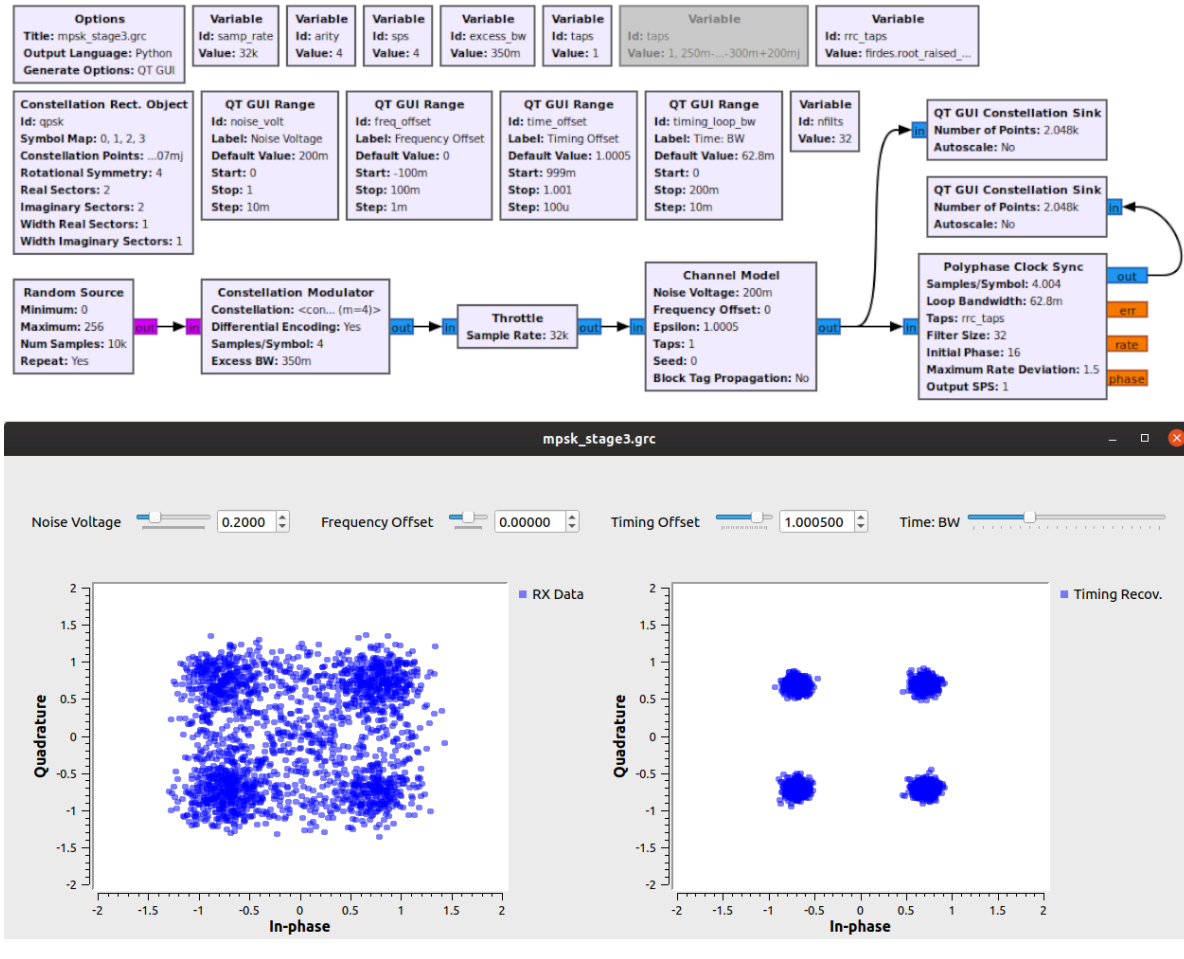 Options
Title: mpsk_stage3.grc
Output Language: Python
Generate Options: QT GUI
Variable
Id: samp_rate
Value: 32k
Variable
Id: arity
Value: 4
Variable
Id: sps
Value: 4
Variable
Id: excess_bw
Value: 350m
Variable
Id: taps
Value: 1
Variable
Id: taps
Value: 1, 250m-...-300m+200mj
Variable
Id: rrc_taps
Value: firdes.root_raised_...
Constellation Rect. Object
Id: qpsk
Symbol Map: 0, 1, 2, 3
Constellation Points: ...07mj
Rotational Symmetry: 4
Real Sectors: 2
Imaginary Sectors: 2
Width Real Sectors: 1
Width Imaginary Sectors: 1
QT GUI Range
Id: noise_volt
Label: Noise Voltage
Default Value: 200m
Start: 0
Stop: 1
Step: 10m
QT GUI Range
Id: freq_offset
Label: Frequency Offset
Default Value: 0
Start: -100m
Stop: 100m
Step: 1m
QT GUI Range
Id: time_offset
Label: Timing Offset
Default Value: 1.0005
Start: 999m
Stop: 1.001
Step: 100u
QT GUI Range
Id: timing_loop_bw
Label: Time: BW
Default Value: 62.8m
Start: 0
Stop: 200m
Step: 10m
Variable
Id: nfilts
Value: 32
QT GUI Constellation Sink
Number of Points: 2.048k
Autoscale: No
in
QT GUI Constellation Sink
Number of Points: 2.048k
Autoscale: No
in
Random Source
Minimum: 0
Maximum: 256
Num Samples: 10k
Repeat: Yes
out
in
Constellation Modulator
Constellation: <con... (m=4)>
Differential Encoding: Yes
Samples/Symbol: 4
Excess BW: 350m
out
in
Throttle
Sample Rate: 32k
out
in
Channel Model
Noise Voltage: 200m
Frequency Offset: 0
Epsilon: 1.0005
Taps: 1
Seed: 0
Block Tag Propagation: No
out
in
Polyphase Clock Sync
Samples/Symbol: 4.004
Loop Bandwidth: 62.8m
Taps: rrc_taps
Filter Size: 32
Initial Phase: 16
Maximum Rate Deviation: 1.5
Output SPS: 1
out
err
rate
phase
mpsk_stage3.grc
Noise Voltage
0.2000
Frequency Offset
0.00000
Timing Offset
1.000500
Time: BW
RX Data
Quadrature
2
1.5
1
0.5
0
-0.5
-1
-1.5
-2
-2 -1.5 -1 -0.5 0 0.5 1 1.5 2
In-phase
Timing Recov.
Quadrature
2
1.5
1
0.5
0
-0.5
-1
-1.5
-2
-2 -1.5 -1 -0.5 0 0.5 1 1.5 2
In-phase